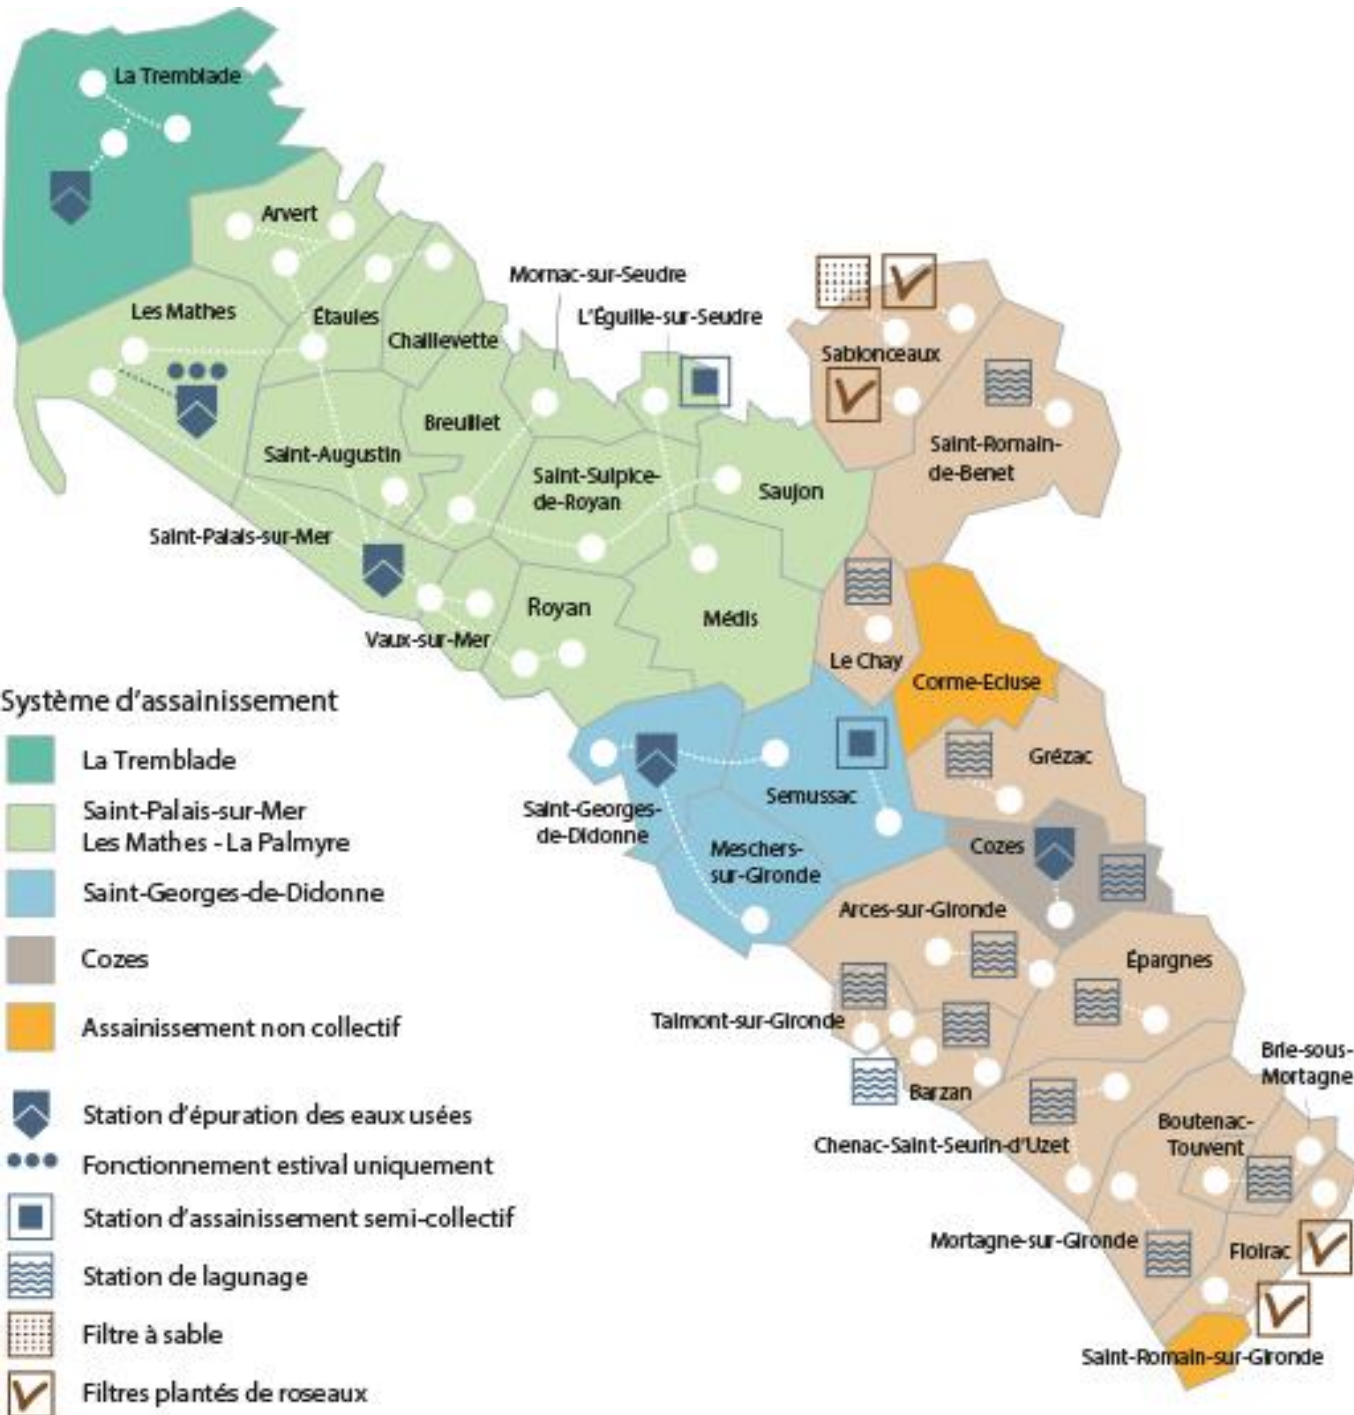 La Tremblade
Arvert
Mornac-sur-Seudre
Les Mathes
Étaules
L'Éguille-sur-Seudre
Chaillevette
Sablonceaux
Breuillet
Saint-Augustin
Saint-Romain-
de-Benet
Saint-Sulpice-
de-Royan
Saujon
Saint-Palais-sur-Mer
Royan
Médis
Vaux-sur-Mer
Le Chay
Corme-Ecluse
Grézac
Semussac
Saint-Georges-
de-Didonne
Meschers-
sur-Gironde
Cozes
Arces-sur-Gironde
Épargnes
Talmont-sur-Gironde
Barzan
Brie-sous-
Mortagne
Boutenac-
Touvent
Chenac-Saint-Seurin-d'Uzet
Mortagne-sur-Gironde
Floirac
Saint-Romain-sur-Gironde
Système d'assainissement
La Tremblade
Saint-Palais-sur-Mer
Les Mathes - La Palmyre
Saint-Georges-de-Didonne
Cozes
Assainissement non collectif
Station d'épuration des eaux usées
Fonctionnement estival uniquement
Station d'assainissement semi-collectif
Station de lagunage
Filtre à sable
Filtres plantés de roseaux